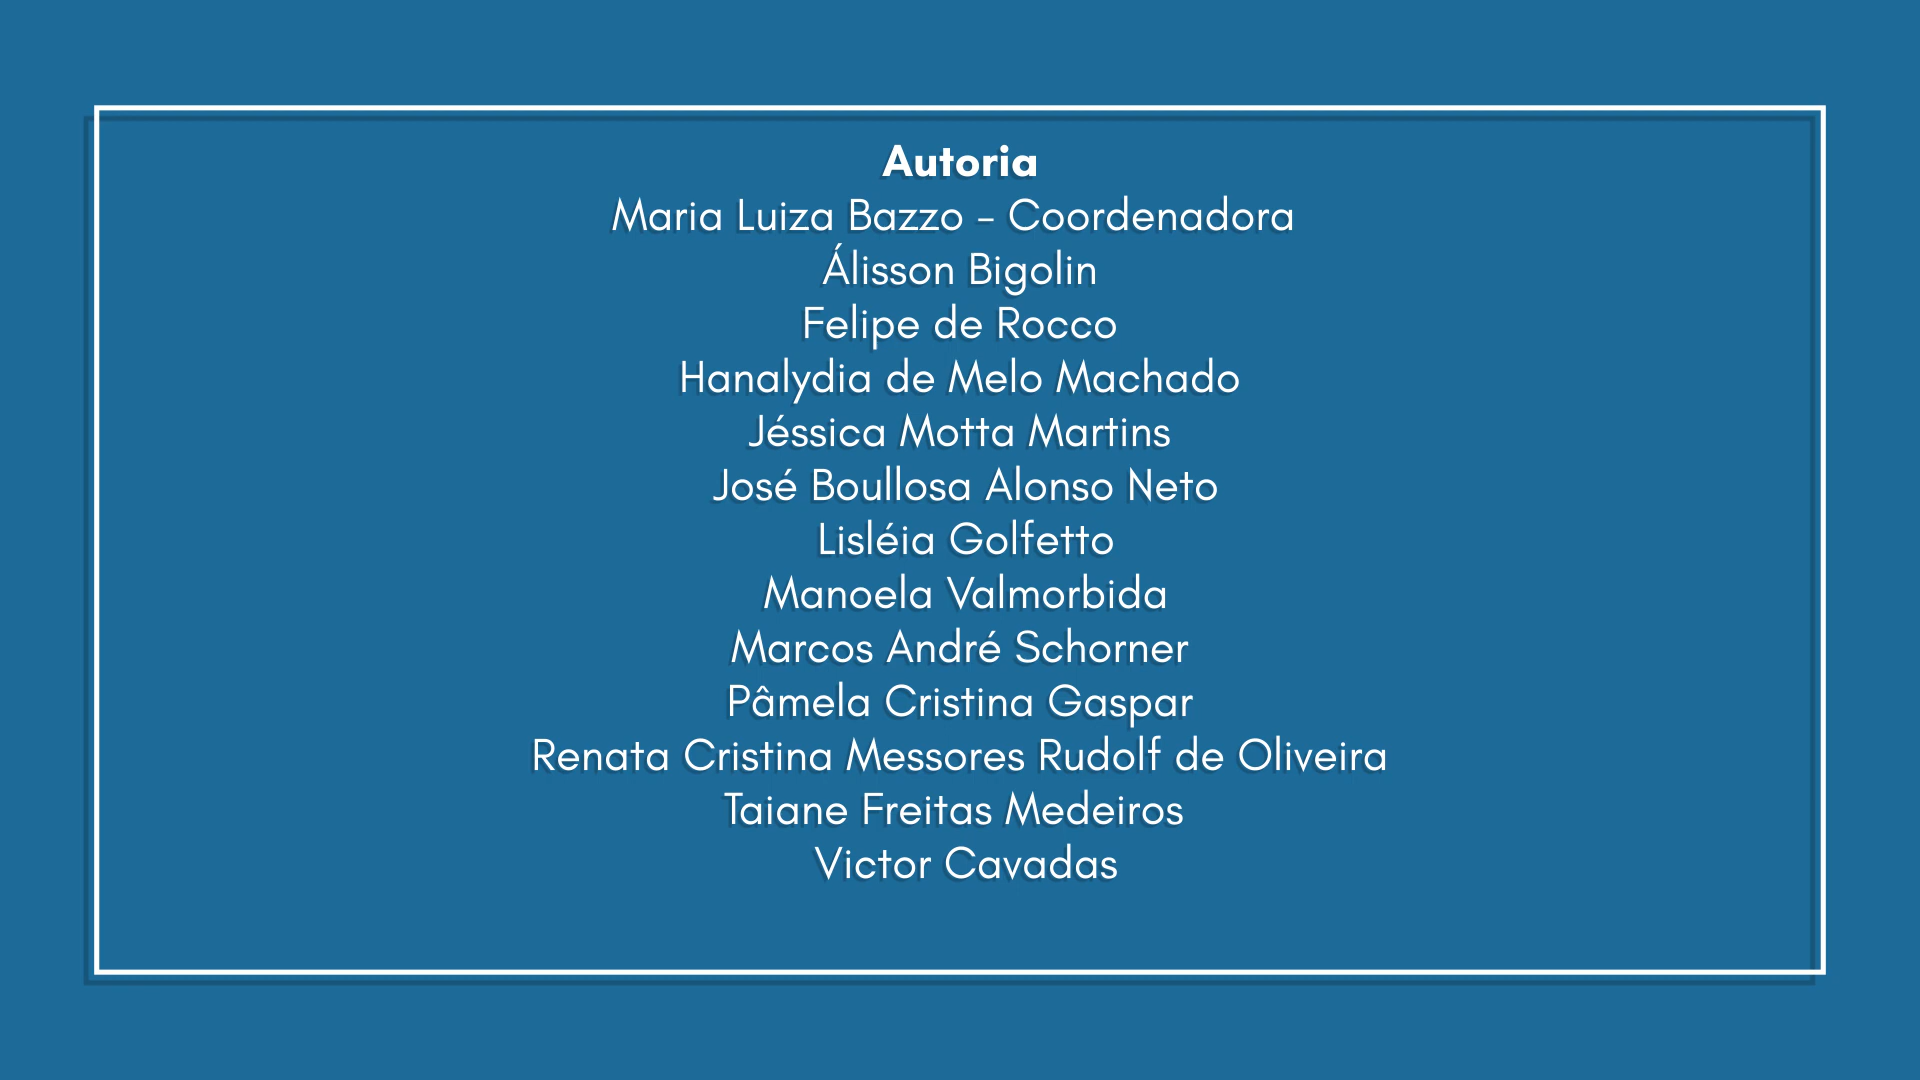 Autoria
Maria Luiza Bazzo - Coordenadora
Álisson Bigolin
Felipe de Rocco
Hanalydia de Melo Machado
Jéssica Motta Martins
José Boullosa Alonso Neto
Lisléia Golfetto
Manoela Valmorbida
Marcos André Schorner
Pâmela Cristina Gaspar
Renata Cristina Messores Rudolf de Oliveira
Taiane Freitas Medeiros
Victor Cavadas